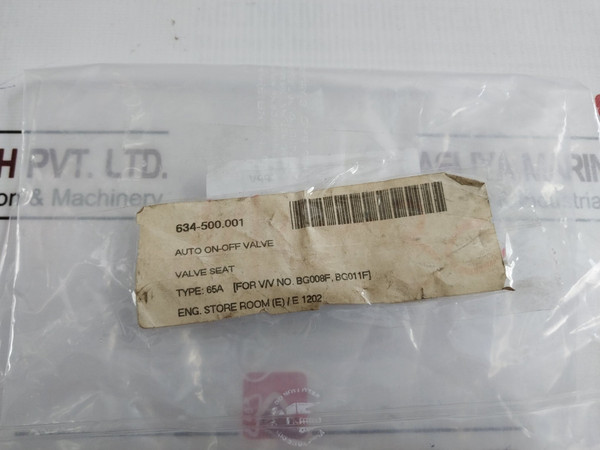 H PVT. LTD.
on & Machinery
MARIN
634-500.001
AUTO ON-OFF VALVE
VALVE SEAT
TYPE: 65A [FOR V/V NO. BG008F, BG011F]
ENG. STORE ROOM (E) / E 1202